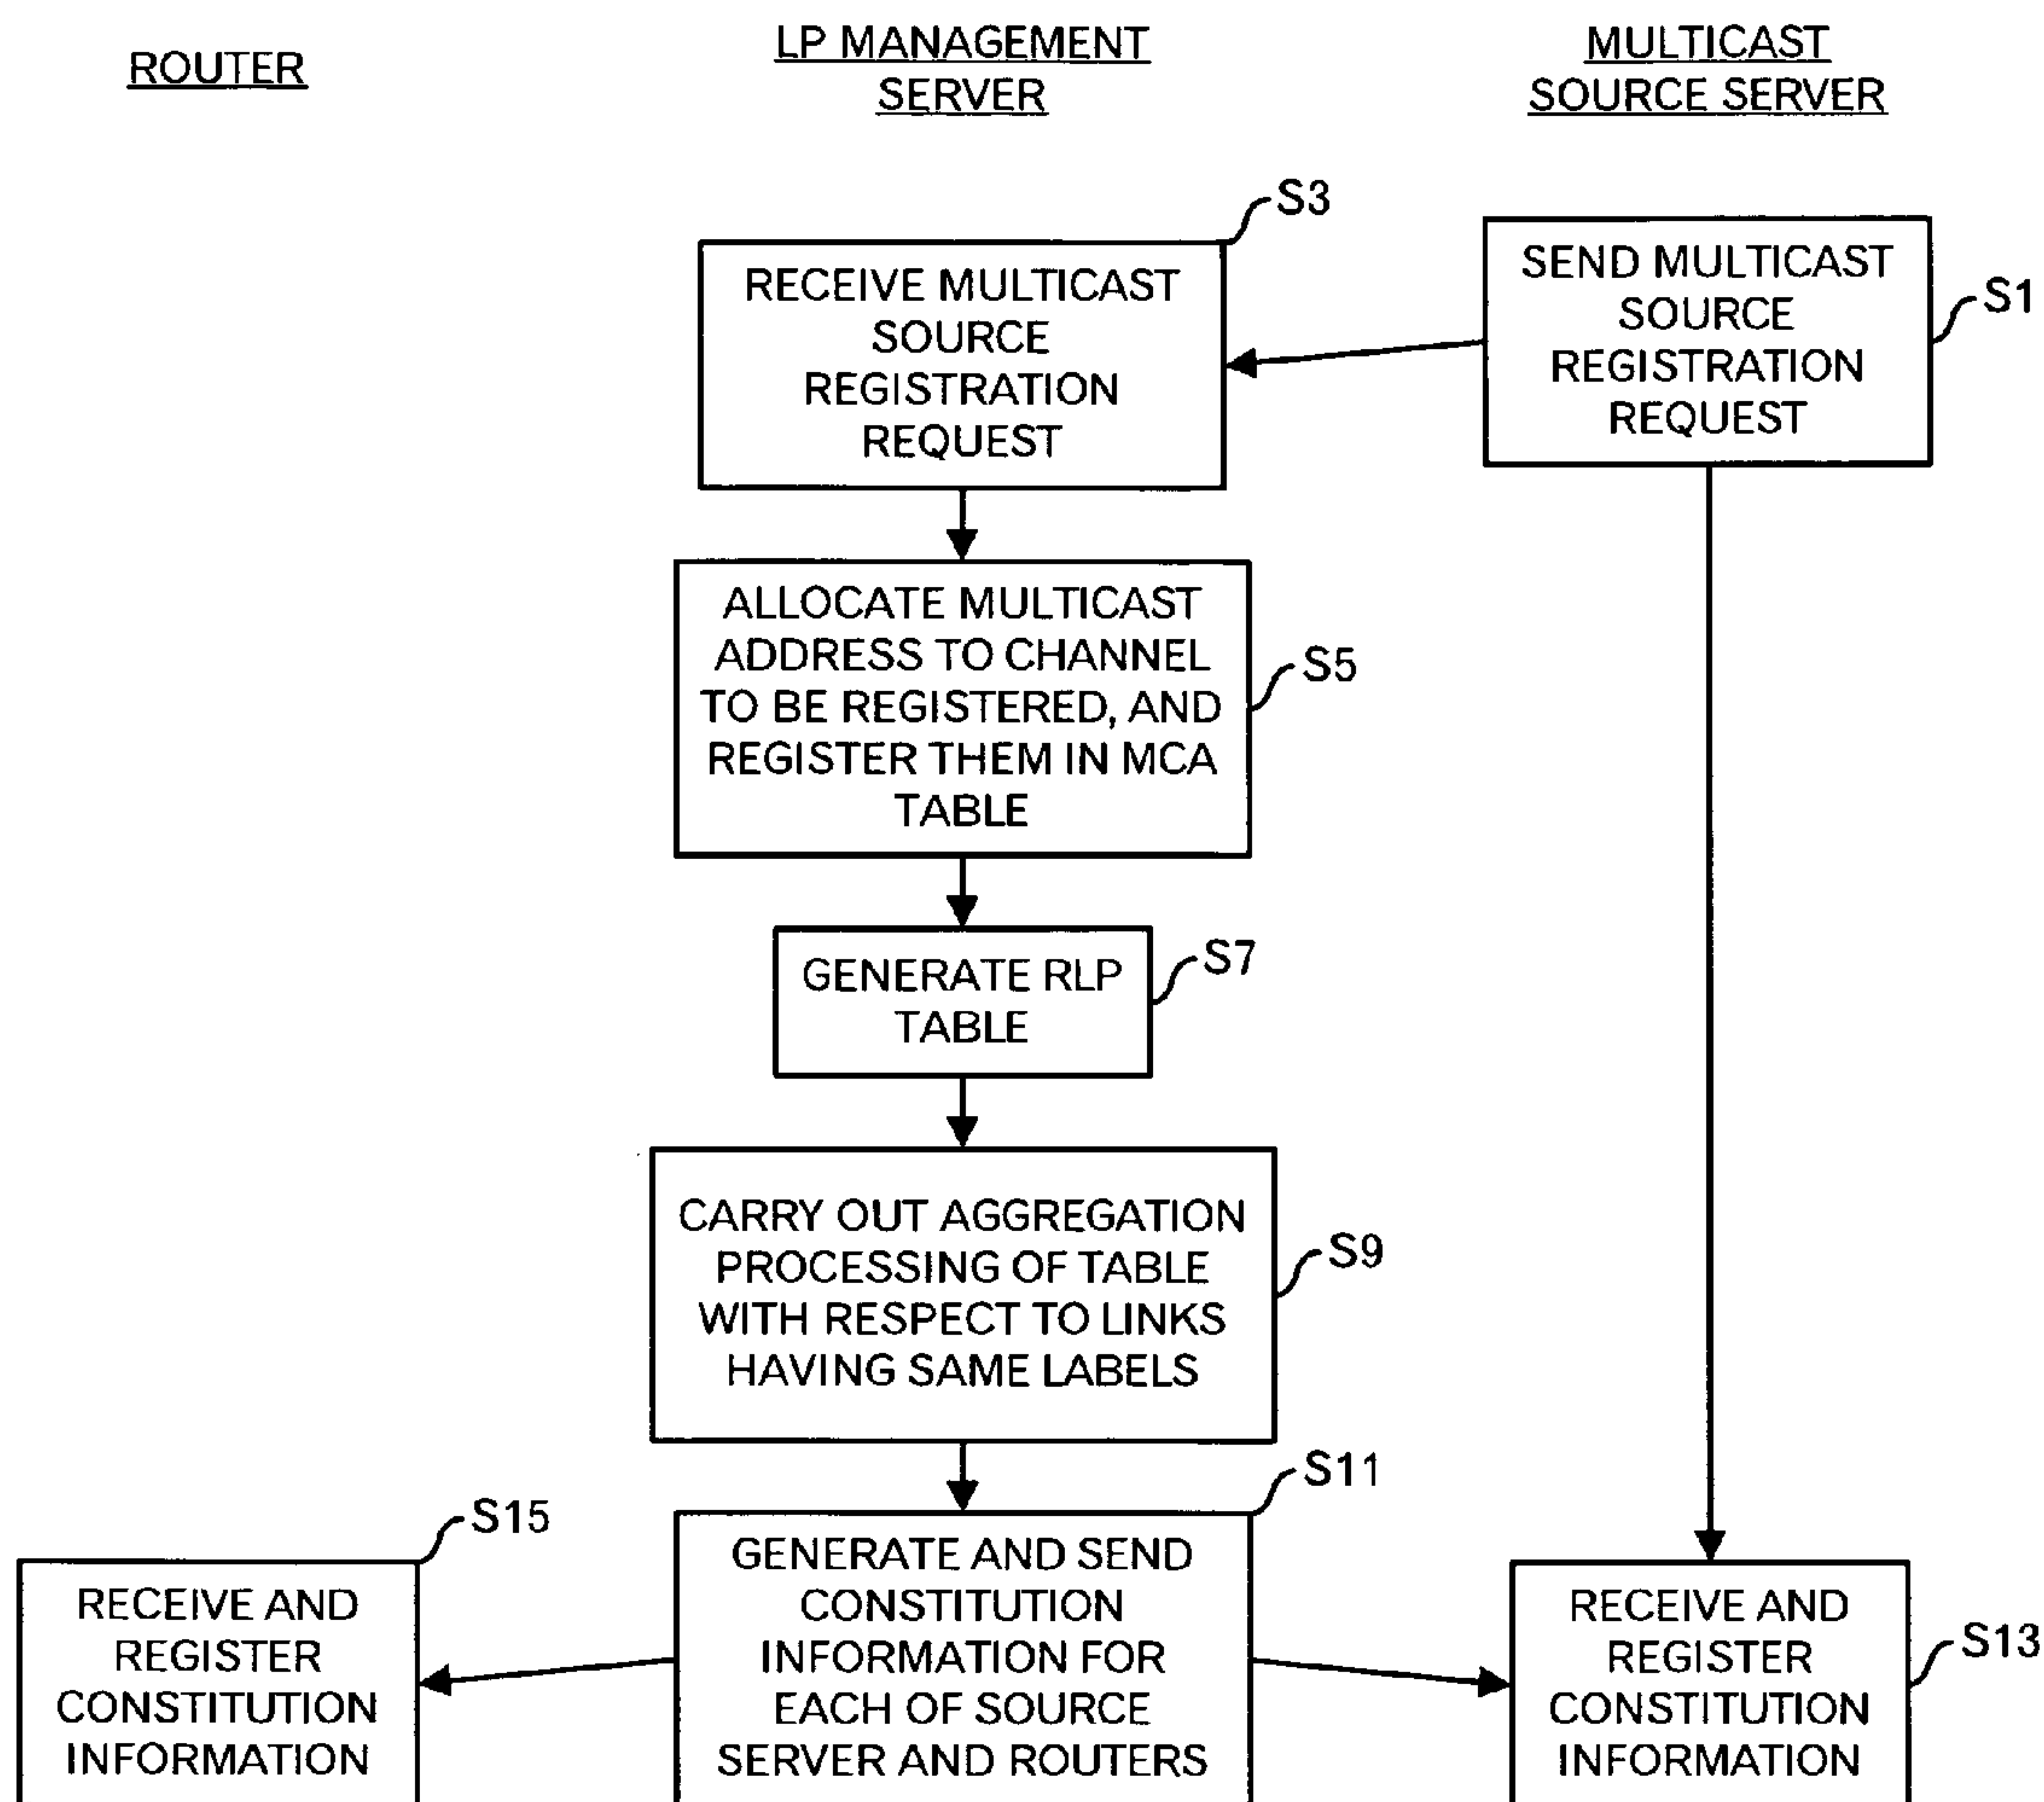 ROUTER
LP MANAGEMENT
SERVER
MULTICAST
SOURCE SERVER
S3
RECEIVE MULTICAST
SOURCE
REGISTRATION
REQUEST
SEND MULTICAST
SOURCE
REGISTRATION
REQUEST
S1
ALLOCATE MULTICAST
ADDRESS TO CHANNEL
TO BE REGISTERED, AND
REGISTER THEM IN MCA
TABLE
S5
GENERATE RLP
TABLE
S7
CARRY OUT AGGREGATION
PROCESSING OF TABLE
WITH RESPECT TO LINKS
HAVING SAME LABELS
S9
S15
RECEIVE AND
REGISTER
CONSTITUTION
INFORMATION
S11
GENERATE AND SEND
CONSTITUTION
INFORMATION FOR
EACH OF SOURCE
SERVER AND ROUTERS
RECEIVE AND
REGISTER
CONSTITUTION
INFORMATION
S13